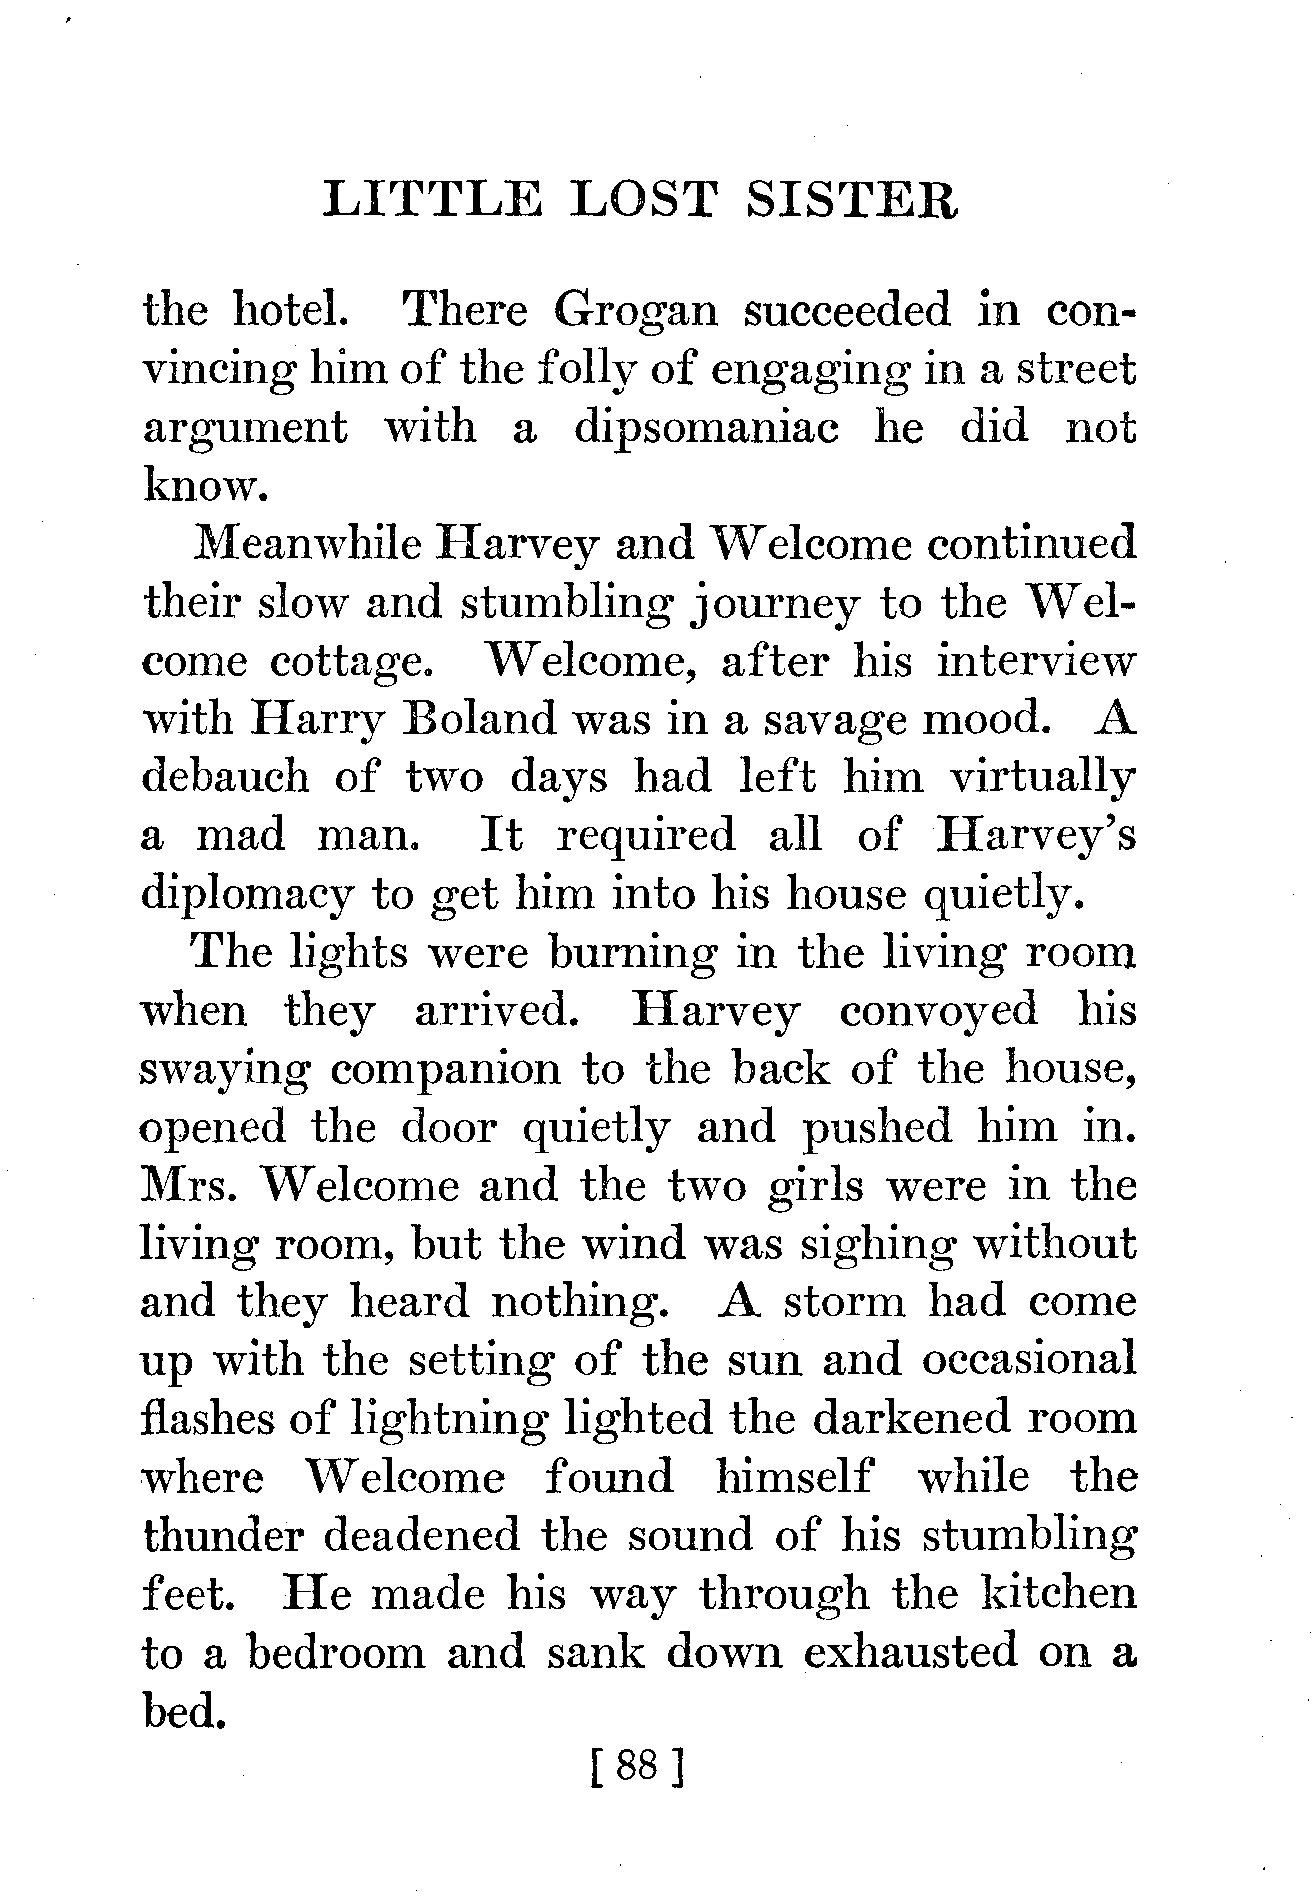 LITTLE LOST SISTER
the hotel. There Grogan succeeded in con-
vincing him of the folly of engaging in a street
argument with a dipsomaniac he did not
know.
Meanwhile Harvey and Welcome continued
their slow and stumbling journey to the Wel-
come cottage. Welcome, after his interview
with Harry Boland was in a savage mood. A
debauch of two days had left him virtually
a mad man. It required all of Harvey's
diplomacy to get him into his house quietly.
The lights were burning in the living room
when they arrived. Harvey convoyed his
swaying companion to the back of the house,
opened the door quietly and pushed him in.
Mrs. Welcome and the two girls were in the
living room, but the wind was sighing without
and they heard nothing. A storm had come
up with the setting of the sun and occasional
flashes of lightning lighted the darkened room
where Welcome found himself while the
thunder deadened the sound of his stumbling
feet. He made his way through the kitchen
to a bedroom and sank down exhausted on a
bed.
[ 88 ]